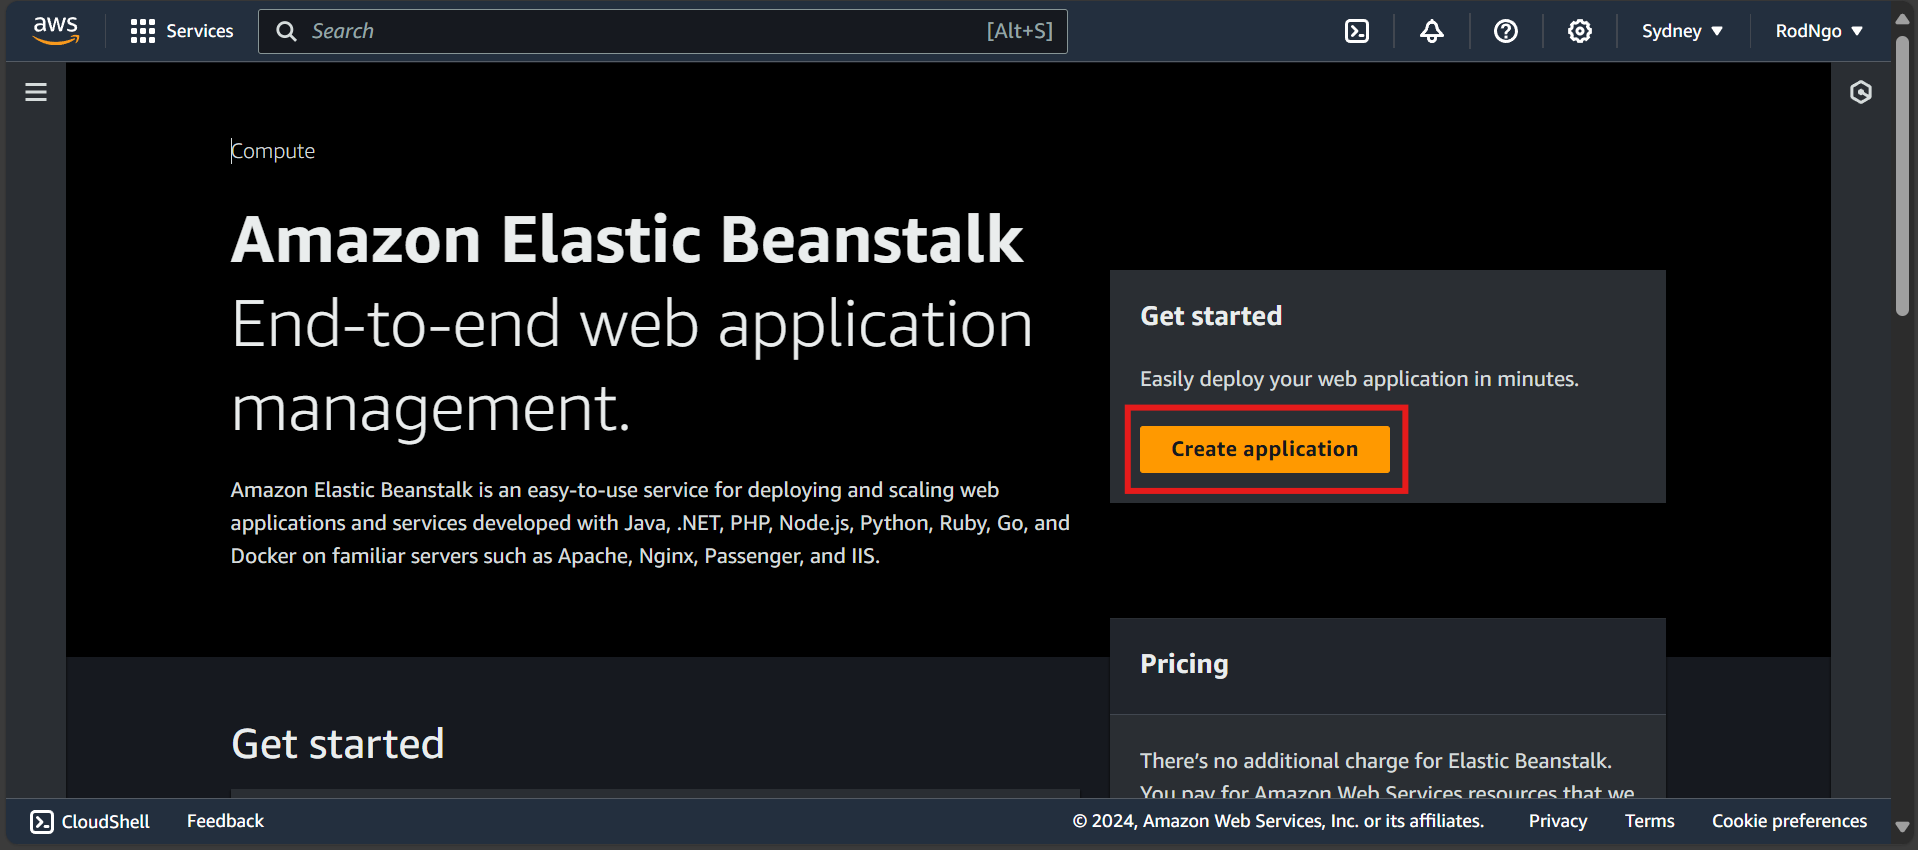 aws
Services
Search
[Alt+S]
Sydney
RodNgo
Compute
Amazon Elastic Beanstalk
End-to-end web application
management.
Amazon Elastic Beanstalk is an easy-to-use service for deploying and scaling web
applications and services developed with Java, .NET, PHP, Node.js, Python, Ruby, Go, and
Docker on familiar servers such as Apache, Nginx, Passenger, and IIS.
Get started
Easily deploy your web application in minutes.
Create application
Pricing
There’s no additional charge for Elastic Beanstalk.
You pay for Amazon Web Services resources that we
Get started
CloudShell
Feedback
© 2024, Amazon Web Services, Inc. or its affiliates.
Privacy
Terms
Cookie preferences